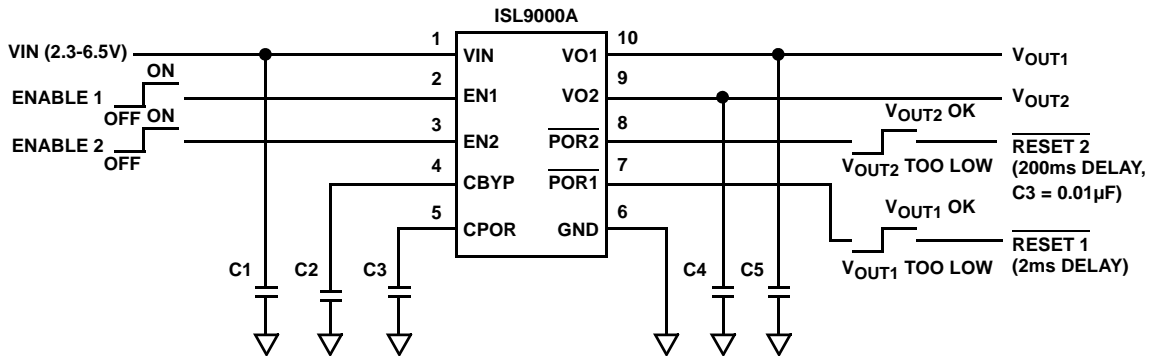 ISL9000A
VIN (2.3-6.5V)
1
VIN
VO1
10
VOUT1
ON
ENABLE 1
OFF
2
EN1
VO2
9
VOUT2
ON
ENABLE 2
OFF
3
EN2
POR2
8
VOUT2 OK
VOUT2 TOO LOW
RESET 2
(200ms DELAY,
C3 = 0.01µF)
4
CBYP
POR1
7
5
CPOR
GND
6
VOUT1 OK
VOUT1 TOO LOW
RESET 1
(2ms DELAY)
C1
C2
C3
C4
C5